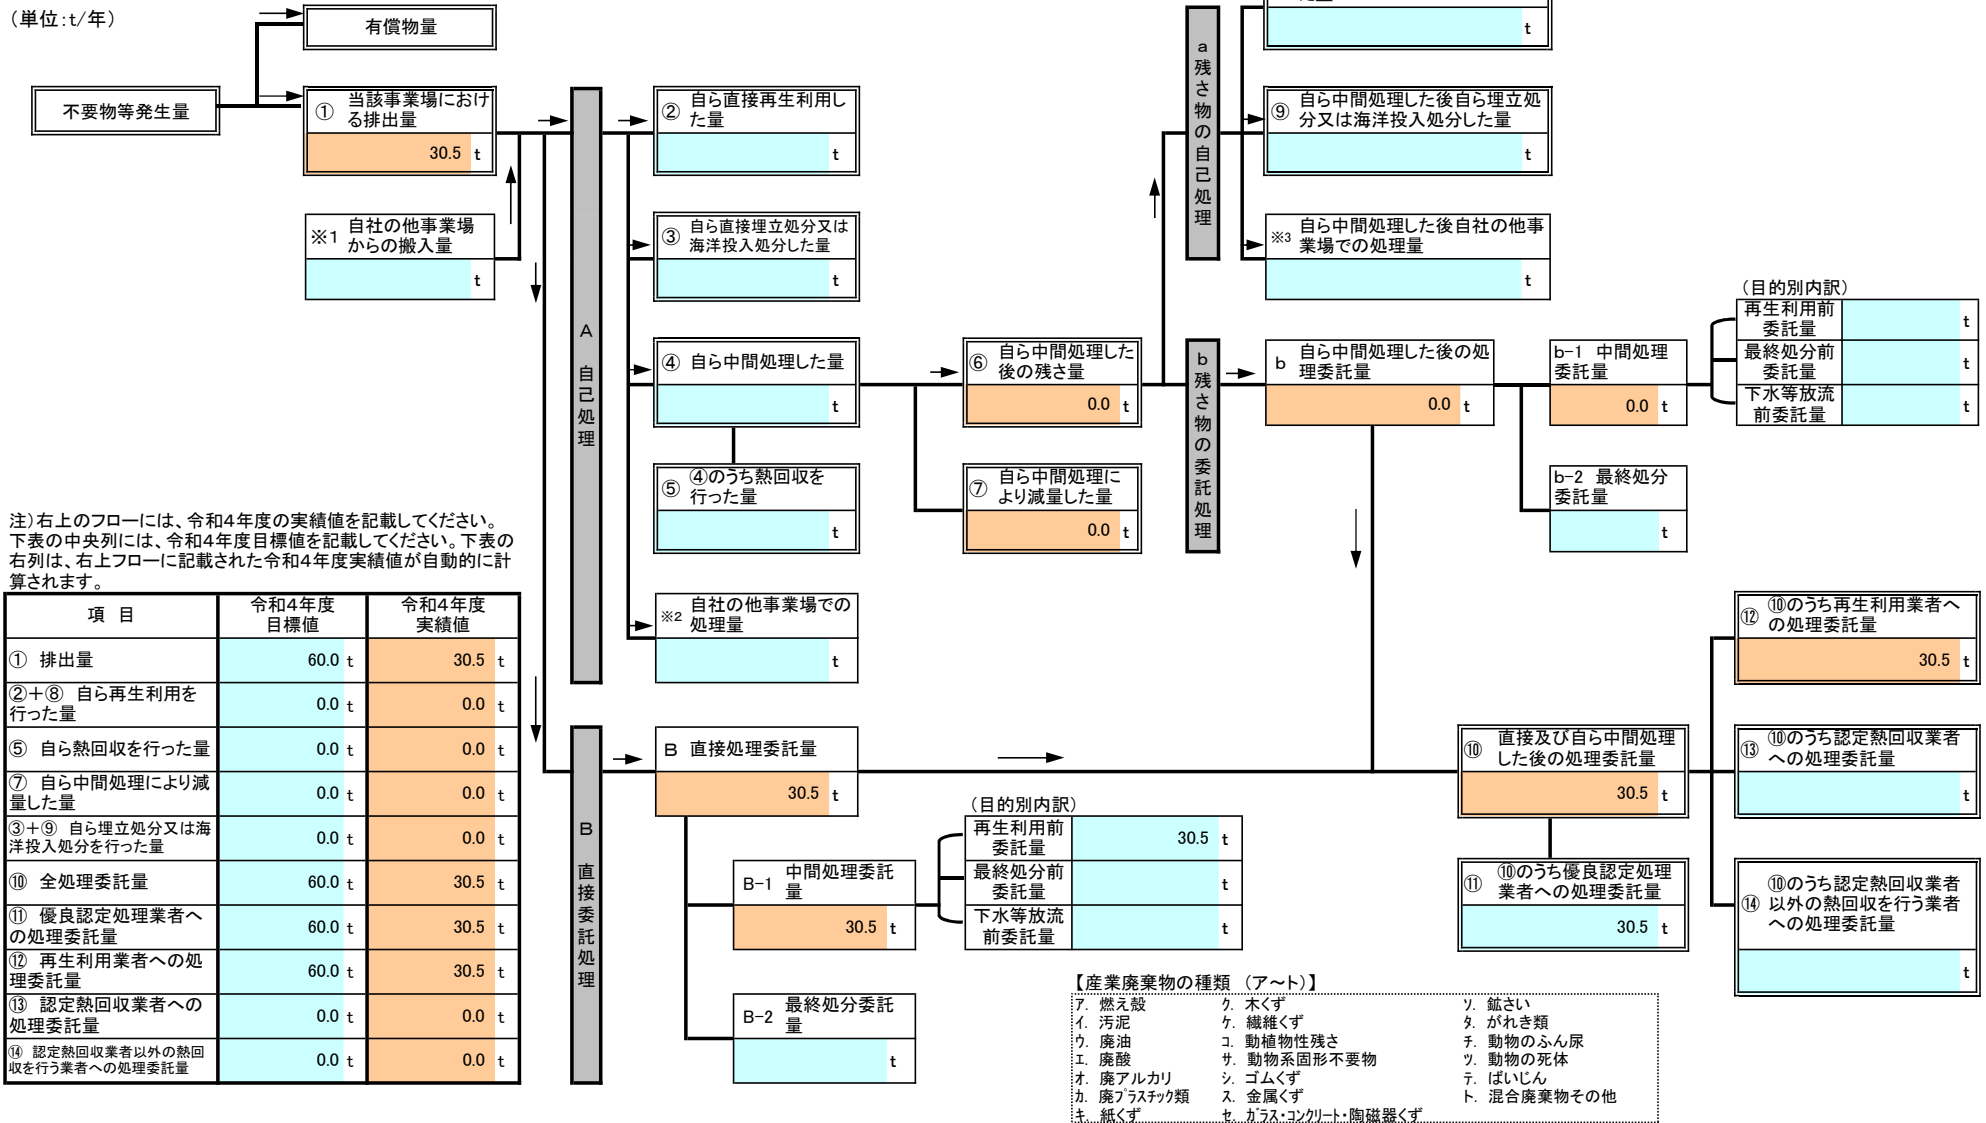 (単位:t/年)
有償物量
不要物等発生量
① 当該事業場におけ
る排出量
30.5 t
※1 自社の他事業場
からの搬入量
t
A 自己処理
② 自ら直接再生利用し
た量
t
③ 自ら直接埋立処分又は
海洋投入処分した量
t
④ 自ら中間処理した量
t
⑤ ④のうち熱回収を
行った量
t
※2 自社の他事業場での
処理量
t
⑥ 自ら中間処理した
後の残さ量
0.0 t
⑦ 自ら中間処理に
より減量した量
0.0 t
a 残さ物の自己処理
t
⑨ 自ら中間処理した後自ら埋立処
分又は海洋投入処分した量
t
※3 自ら中間処理した後自社の他事
業場での処理量
t
b 残さ物の委託処理
b 自ら中間処理した後の処
理委託量
0.0 t
b-1 中間処理
委託量
0.0 t
b-2 最終処分
委託量
t
(目的別内訳)
再生利用前
委託量
t
最終処分前
委託量
t
下水等放流
前委託量
t
注)右上のフローには、令和4年度の実績値を記載してください。
下表の中央列には、令和4年度目標値を記載してください。下表の
右列は、右上フローに記載された令和4年度実績値が自動的に計
算されます。
項 目 令和4年度
目標値 令和4年度
実績値
① 排出量 60.0 t 30.5 t
②+⑧ 自ら再生利用を
行った量 0.0 t 0.0 t
⑤ 自ら熱回収を行った量 0.0 t 0.0 t
⑦ 自ら中間処理により減
量した量 0.0 t 0.0 t
③+⑨ 自ら埋立処分又は海
洋投入処分を行った量 0.0 t 0.0 t
⑩ 全処理委託量 60.0 t 30.5 t
⑪ 優良認定処理業者へ
の処理委託量 60.0 t 30.5 t
⑫ 再生利用業者への処
理委託量 60.0 t 30.5 t
⑬ 認定熱回収業者への
処理委託量 0.0 t 0.0 t
⑭ 認定熱回収業者以外の熱回
収を行う業者への処理委託量 0.0 t 0.0 t
B 直接委託処理
B 直接処理委託量
30.5 t
B-1 中間処理委託
量
30.5 t
B-2 最終処分委託
量
t
(目的別内訳)
再生利用前
委託量
30.5 t
最終処分前
委託量
t
下水等放流
前委託量
t
⑩ 直接及び自ら中間処理
した後の処理委託量
30.5 t
⑪ ⑩のうち優良認定処理
業者への処理委託量
30.5 t
⑫ ⑩のうち再生利用業者へ
の処理委託量
30.5 t
⑬ ⑩のうち認定熱回収業者
への処理委託量
t
⑭ ⑩のうち認定熱回収業者
以外の熱回収を行う業者
への処理委託量
t
【産業廃棄物の種類 (ア~ト)】
ア. 燃え殻 ク. 木くず ソ. 鉱さい
イ. 汚泥 ケ. 繊維くず タ. がれき類
ウ. 廃油 コ. 動植物性残さ チ. 動物のふん尿
エ. 廃酸 サ. 動物系固形不要物 ツ. 動物の死体
オ. 廃アルカリ シ. ゴムくず テ. ばいじん
カ. 廃プラスチック類 ス. 金属くず ト. 混合廃棄物その他
キ. 紙くず セ. ガラス・コンクリート・陶磁器くず